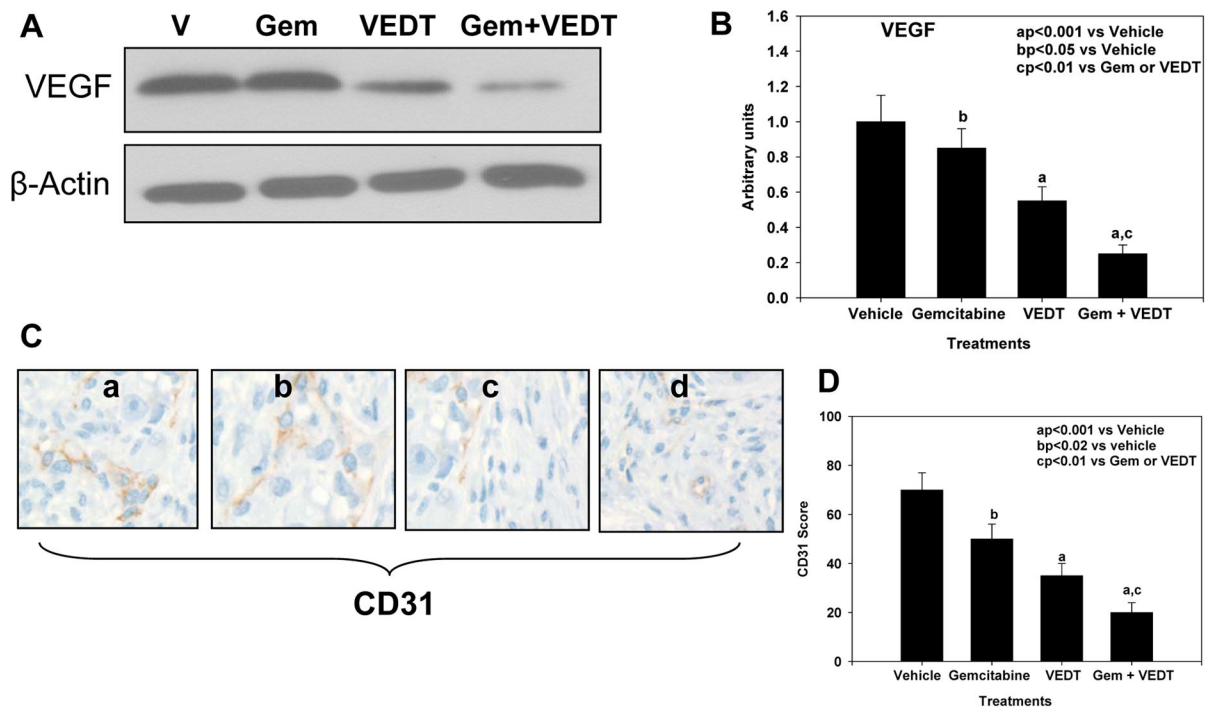 A
V Gem VEDT Gem+VEDT
VEGF
β-Actin
B
VEGF
ap<0.001 vs Vehicle
bp<0.05 vs Vehicle
cp<0.01 vs Gem or VEDT
Arbitrary units
1.6
1.4
1.2
1.0
0.8
0.6
0.4
0.2
0.0
b
a
a,c
Vehicle Gemcitabine VEDT Gem + VEDT
Treatments
C
a b c d
CD31
D
ap<0.001 vs Vehicle
bp<0.02 vs vehicle
cp<0.01 vs Gem or VEDT
CD31 Score
100
80
60
40
20
0
b
a
a,c
Vehicle Gemcitabine VEDT Gem + VEDT
Treatments